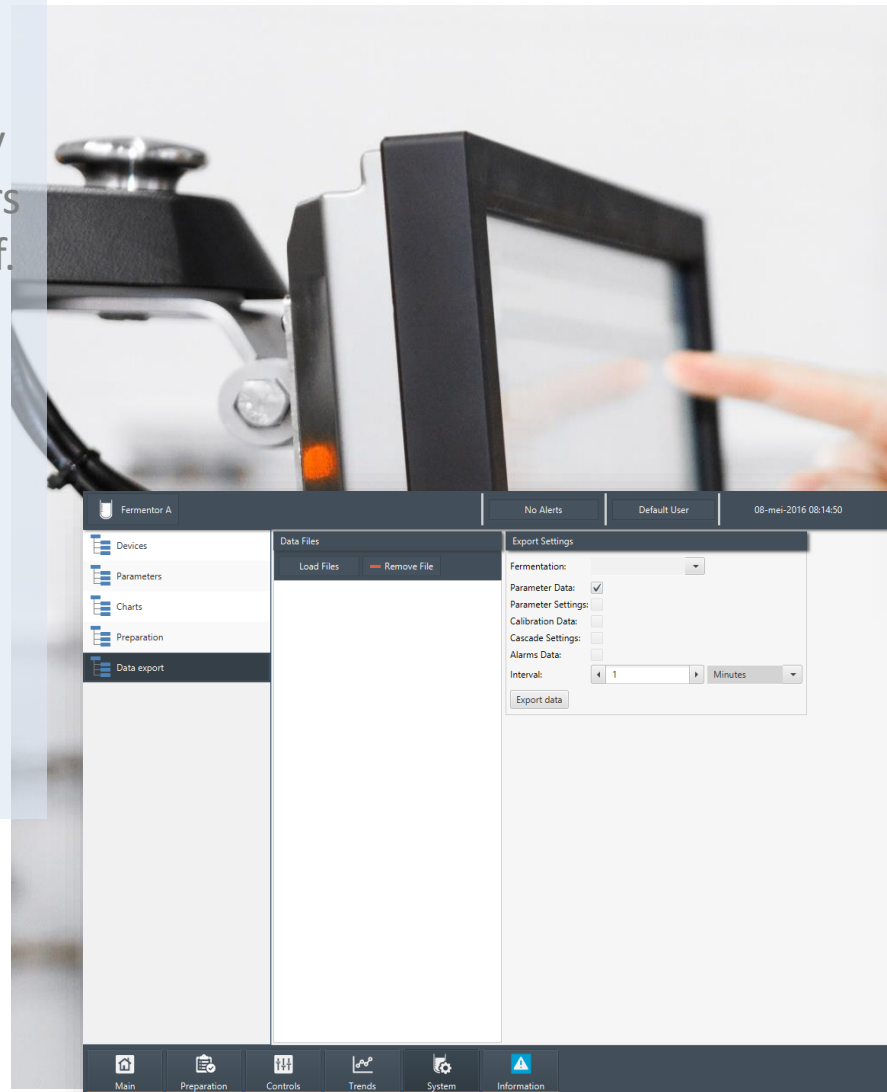 f.
Fermentor A
No Alerts
Default User
08-mei-2016 08:14:50
Devices
Parameters
Charts
Preparation
Data export
Data Files
Load Files
Remove File
Export Settings
Fermentation:
Parameter Data:
Parameter Settings:
Calibration Data:
Cascade Settings:
Alarms Data:
Interval:
1
Minutes
Export data
Main
Preparation
Controls
Trends
System
Information